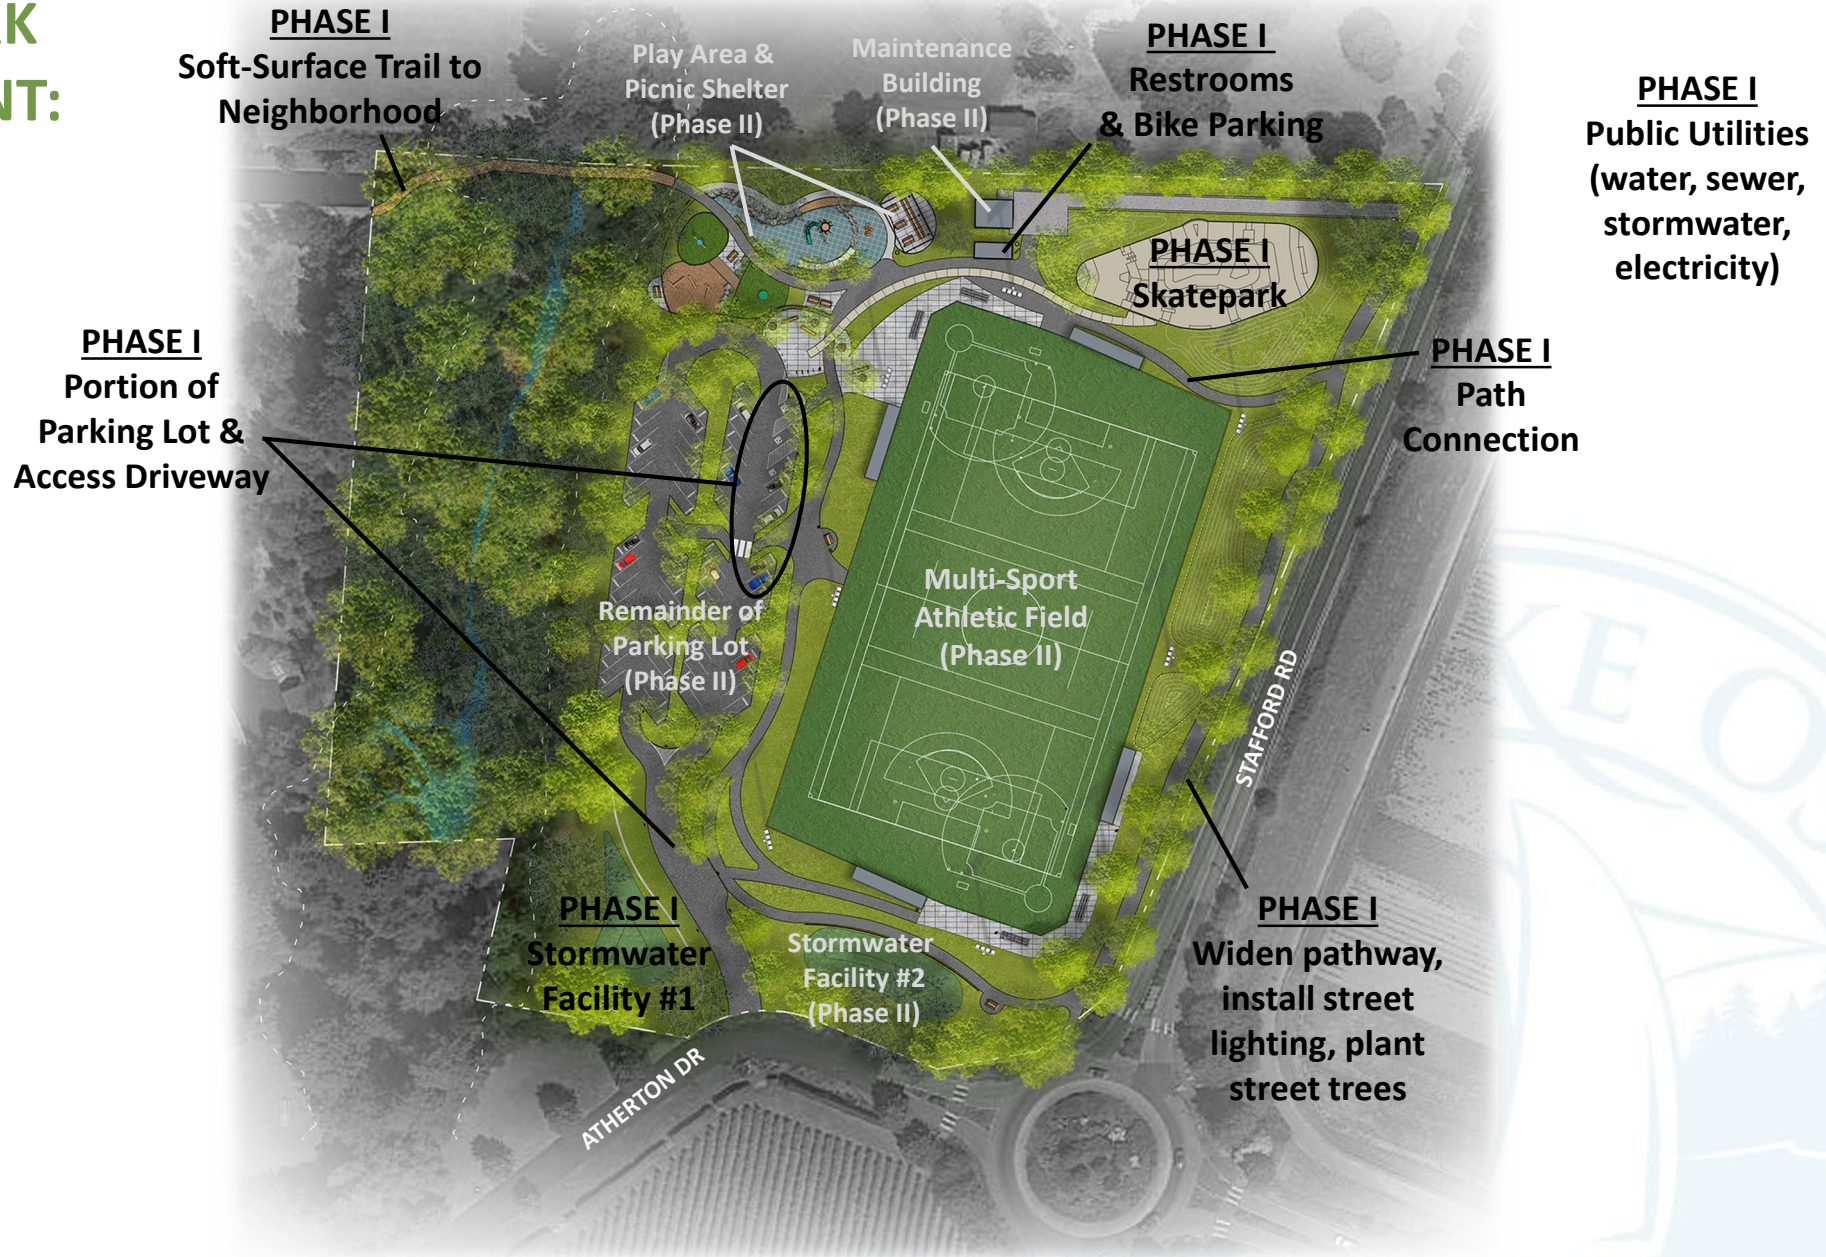 RK
NT:
PHASE I
Soft-Surface Trail to
Neighborhood
Play Area &
Picnic Shelter
(Phase II)
Maintenance
Building
(Phase II)
PHASE I
Restrooms
& Bike Parking
PHASE I
Public Utilities
(water, sewer,
stormwater,
electricity)
PHASE I
Skatepark
PHASE I
Portion of
Parking Lot &
Access Driveway
PHASE I
Path
Connection
Multi-Sport
Athletic Field
(Phase II)
Remainder of
Parking Lot
(Phase II)
STAFFORD RD
PHASE I
Stormwater
Facility #1
Stormwater
Facility #2
(Phase II)
PHASE I
Widen pathway,
install street
lighting, plant
street trees
ATHERTON DR
KE OS